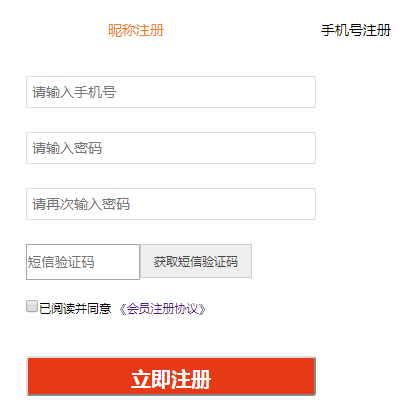 昵称注册 手机号注册
请输入手机号
请输入密码
请再次输入密码
短信验证码 获取短信验证码
已阅读并同意 《会员注册协议》
立即注册